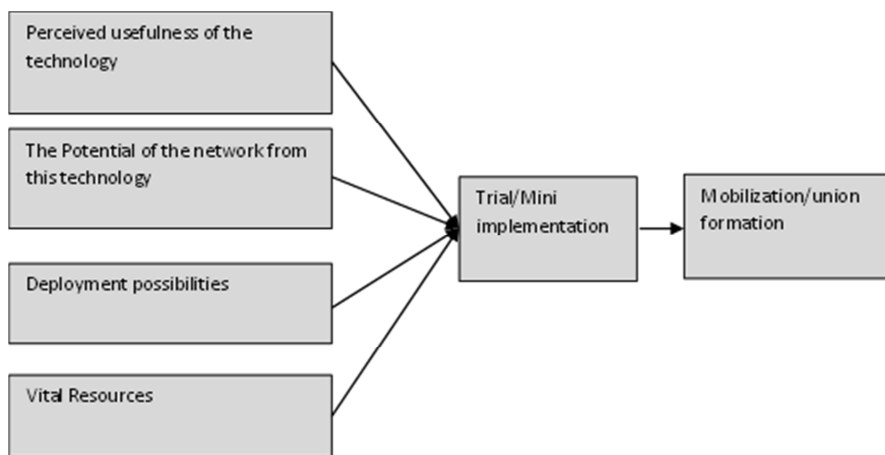 Perceived usefulness of the
technology
The Potential of the network from
this technology
Trial/Mini
implementation
Mobilization/union
formation
Deployment possibilities
Vital Resources